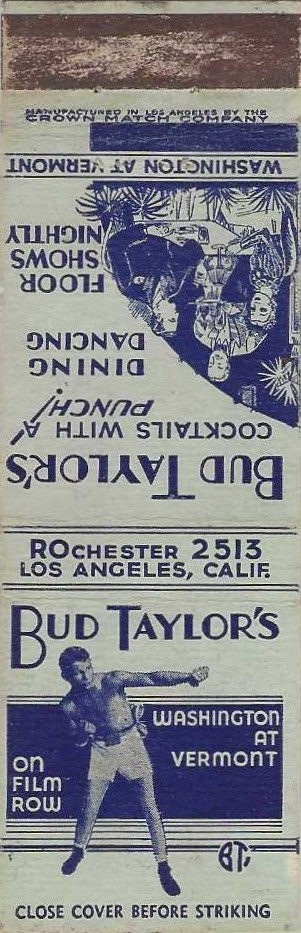 MANUFACTURED IN LOS ANGELES BY THE
CROWN MATCH COMPANY
BUD TAYLOR'S
COCKTAILS WITH A PUNCH!
DINING
DANCING
FLOOR
SHOWS
NIGHTLY
WASHINGTON AT VERMONT
ROCHESTER 2513
LOS ANGELES, CALIF.
BUD TAYLOR'S
WASHINGTON
AT
VERMONT
ON
FILM
ROW
BT.
CLOSE COVER BEFORE STRIKING